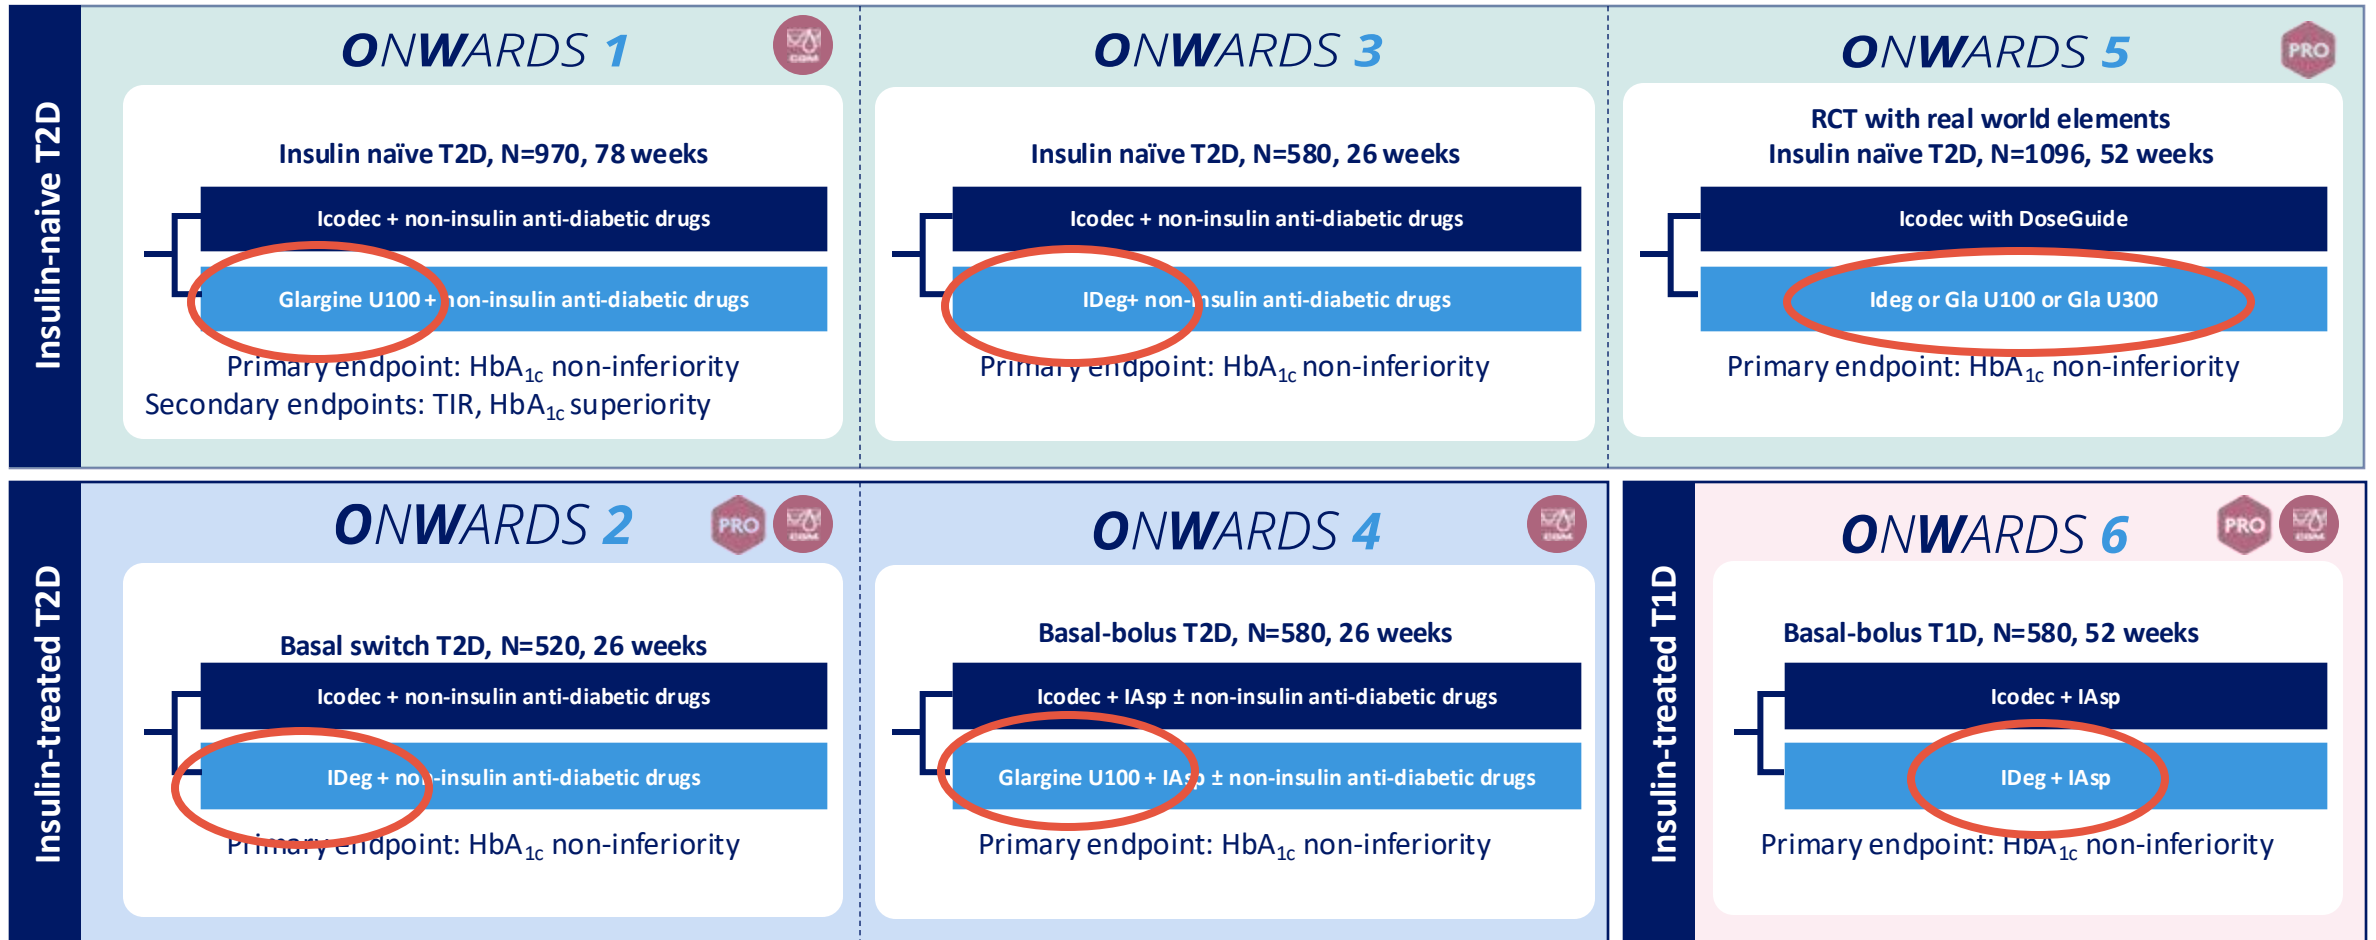 Insulin-naive T2D
ONWARDS 1
CGM
Insulin naïve T2D, N=970, 78 weeks
Icodec + non-insulin anti-diabetic drugs
Glargine U100 + non-insulin anti-diabetic drugs
Primary endpoint: HbA1c non-inferiority
Secondary endpoints: TIR, HbA1c superiority
ONWARDS 3
Insulin naïve T2D, N=580, 26 weeks
Icodec + non-insulin anti-diabetic drugs
IDeg+ non-insulin anti-diabetic drugs
Primary endpoint: HbA1c non-inferiority
ONWARDS 5
PRO
RCT with real world elements
Insulin naïve T2D, N=1096, 52 weeks
Icodec with DoseGuide
Ideg or Gla U100 or Gla U300
Primary endpoint: HbA1c non-inferiority
Insulin-treated T2D
ONWARDS 2
PRO
CGM
Basal switch T2D, N=520, 26 weeks
Icodec + non-insulin anti-diabetic drugs
IDeg + non-insulin anti-diabetic drugs
Primary endpoint: HbA1c non-inferiority
ONWARDS 4
CGM
Basal-bolus T2D, N=580, 26 weeks
Icodec + IAsp ± non-insulin anti-diabetic drugs
Glargine U100 + IAsp ± non-insulin anti-diabetic drugs
Primary endpoint: HbA1c non-inferiority
Insulin-treated T1D
ONWARDS 6
PRO
CGM
Basal-bolus T1D, N=580, 52 weeks
Icodec + IAsp
IDeg + IAsp
Primary endpoint: HbA1c non-inferiority